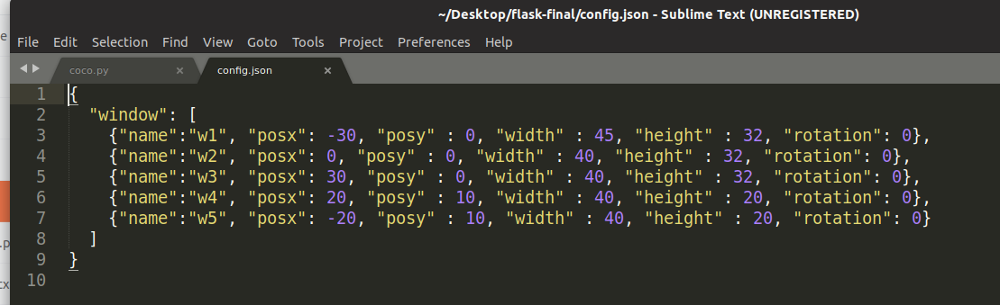 ~/Desktop/flask-final/config.json - Sublime Text (UNREGISTERED)
File Edit Selection Find View Goto Tools Project Preferences Help
coco.py × config.json ×
1 {
2 "window": [
3 {"name":"w1", "posx": -30, "posy" : 0, "width" : 45, "height" : 32, "rotation": 0},
4 {"name":"w2", "posx": 0, "posy" : 0, "width" : 40, "height" : 32, "rotation": 0},
5 {"name":"w3", "posx": 30, "posy" : 0, "width" : 40, "height" : 32, "rotation": 0},
6 {"name":"w4", "posx": 20, "posy" : 10, "width" : 40, "height" : 20, "rotation": 0},
7 {"name":"w5", "posx": -20, "posy" : 10, "width" : 40, "height" : 20, "rotation": 0}
8 ]
9 }
10